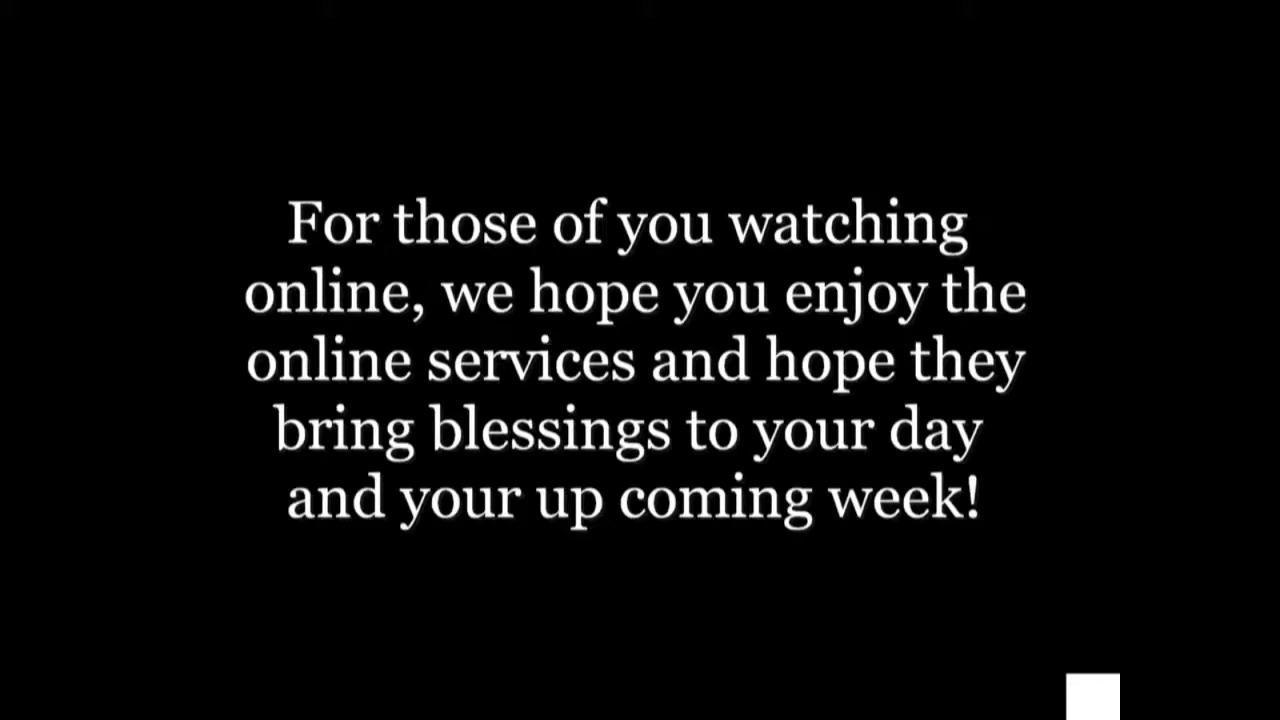 For those of you watching
online, we hope you enjoy the
online services and hope they
bring blessings to your day
and your up coming week!